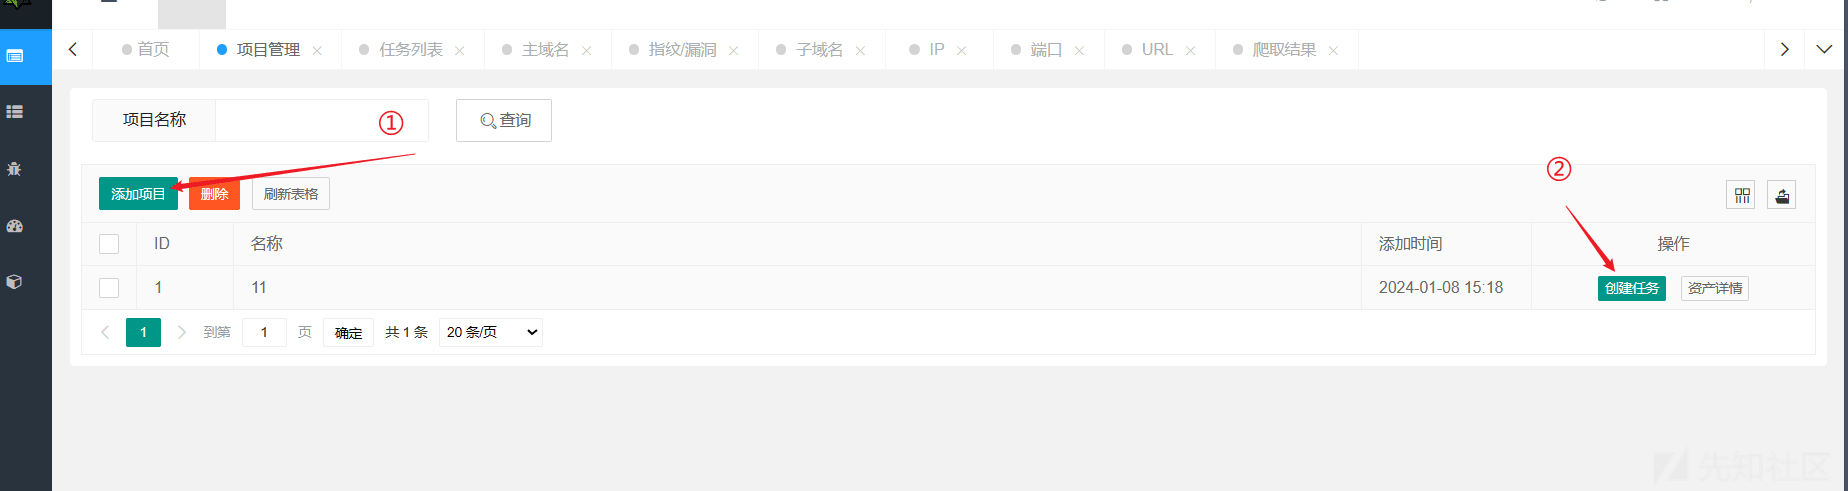 首页 项目管理 任务列表 主域名 指纹/漏洞 子域名 IP 端口 URL 爬取结果
项目名称 ① 查询
②
添加项目 删除 刷新表格
ID 名称 添加时间 操作
1 11 2024-01-08 15:18 创建任务 资产详情
1 到第 1 页 确定 共 1 条 20 条/页
先知社区